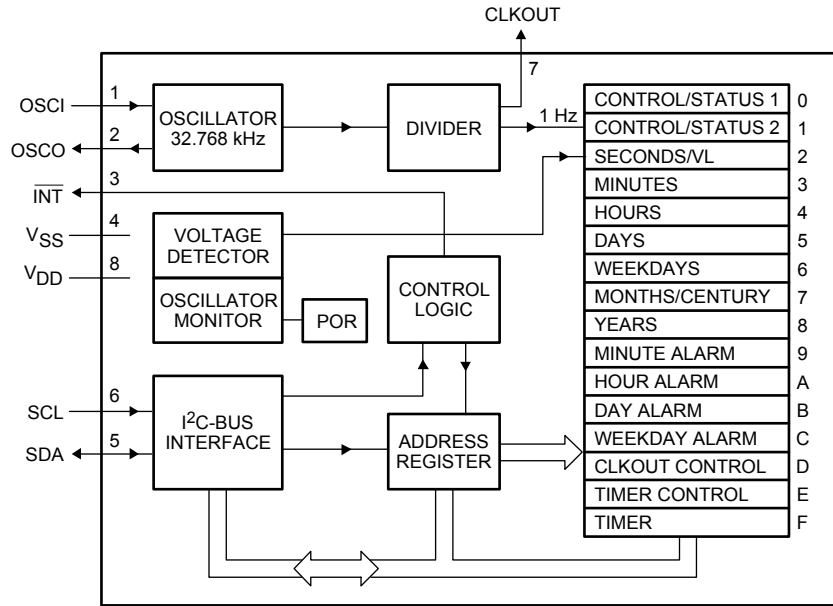 CLKOUT
7
OSCI
1
OSCO
2
INT
3
VSS
4
VDD
8
SCL
6
SDA
5
OSCILLATOR
32.768 kHz
DIVIDER
1 Hz
VOLTAGE
DETECTOR
OSCILLATOR
MONITOR
POR
CONTROL
LOGIC
I2C-BUS
INTERFACE
ADDRESS
REGISTER
CONTROL/STATUS 1 0
CONTROL/STATUS 2 1
SECONDS/VL 2
MINUTES 3
HOURS 4
DAYS 5
WEEKDAYS 6
MONTHS/CENTURY 7
YEARS 8
MINUTE ALARM 9
HOUR ALARM A
DAY ALARM B
WEEKDAY ALARM C
CLKOUT CONTROL D
TIMER CONTROL E
TIMER F